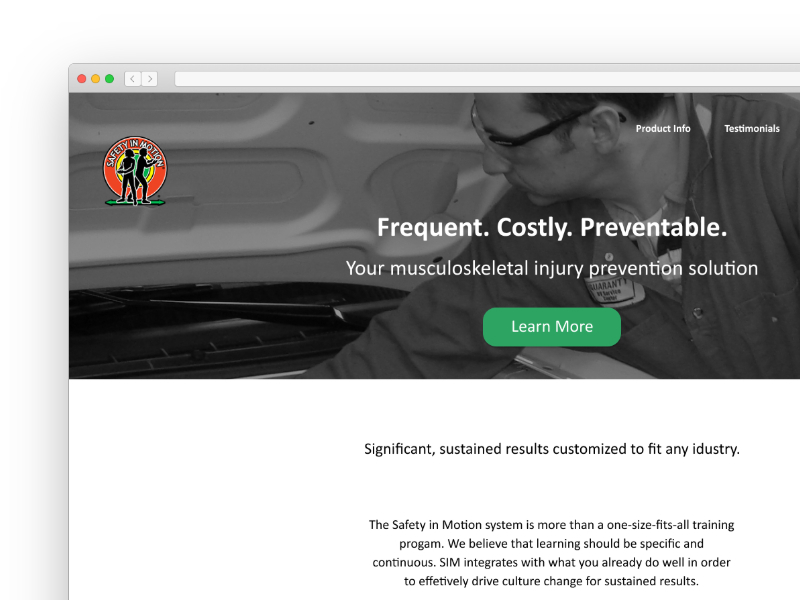 Product Info Testimonials
SAFETY IN MOTION
Frequent. Costly. Preventable.
Your musculoskeletal injury prevention solution
GUARANTY
Learn More
Significant, sustained results customized to fit any idustry.
The Safety in Motion system is more than a one-size-fits-all training
progam. We believe that learning should be specific and
continuous. SIM integrates with what you already do well in order
to effetively drive culture change for sustained results.